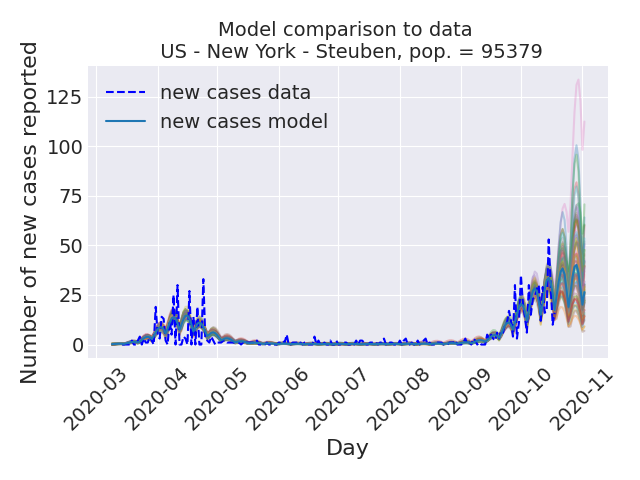 Model comparison to data
US - New York - Steuben, pop. = 95379
Number of new cases reported
125
100
75
50
25
0
new cases data
new cases model
2020-03
2020-04
2020-05
2020-06
2020-07
2020-08
2020-09
2020-10
2020-11
Day